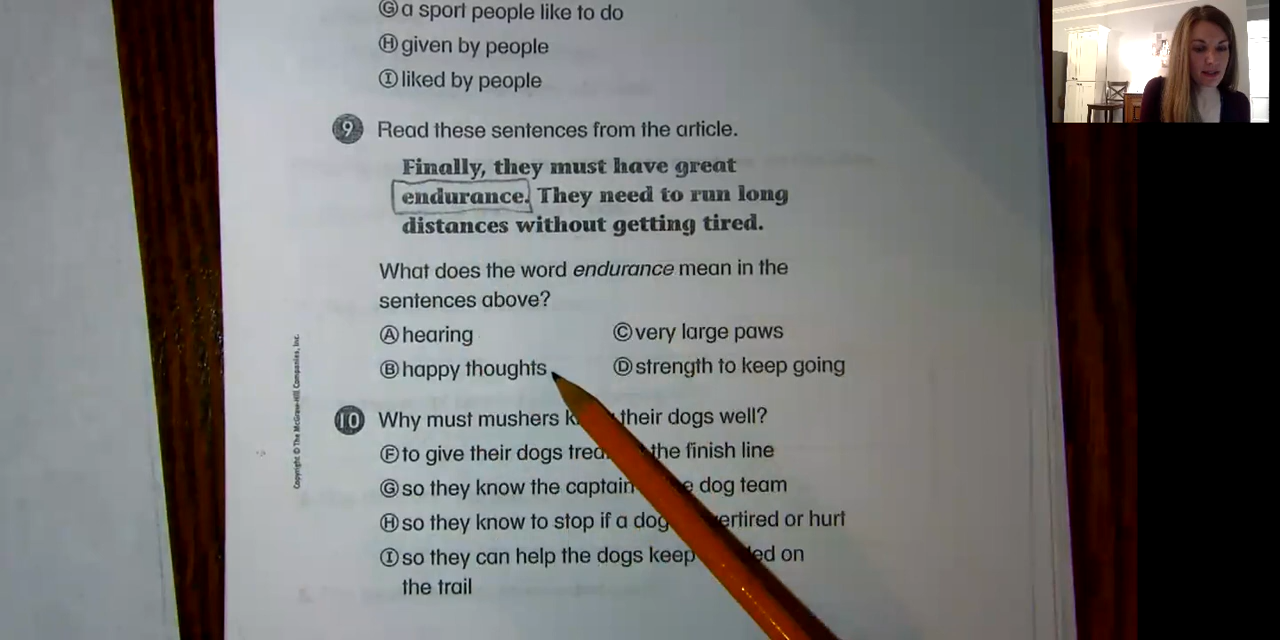 Ⓖ a sport people like to do
Ⓗ given by people
Ⓘ liked by people
9 Read these sentences from the article.
Finally, they must have great
endurance. They need to run long
distances without getting tired.
What does the word endurance mean in the
sentences above?
Ⓐ hearing Ⓒ very large paws
Ⓑ happy thoughts Ⓓ strength to keep going
10 Why must mushers their dogs well?
Ⓕ to give their dogs the finish line
Ⓖ so they know the captain dog team
Ⓗ so they know to stop if a dog or hurt
Ⓘ so they can help the dogs keep on
the trail
Copyright © The McGraw-Hill Companies, Inc.